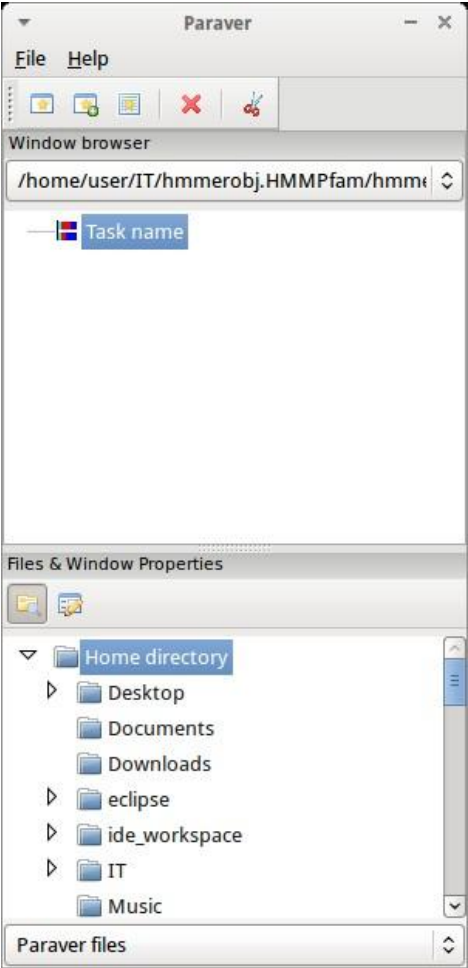 Paraver
File Help
Window browser
/home/user/IT/hmmerobj.HMMPfam/hmme
Task name
Files & Window Properties
Home directory
Desktop
Documents
Downloads
eclipse
ide_workspace
IT
Music
Paraver files